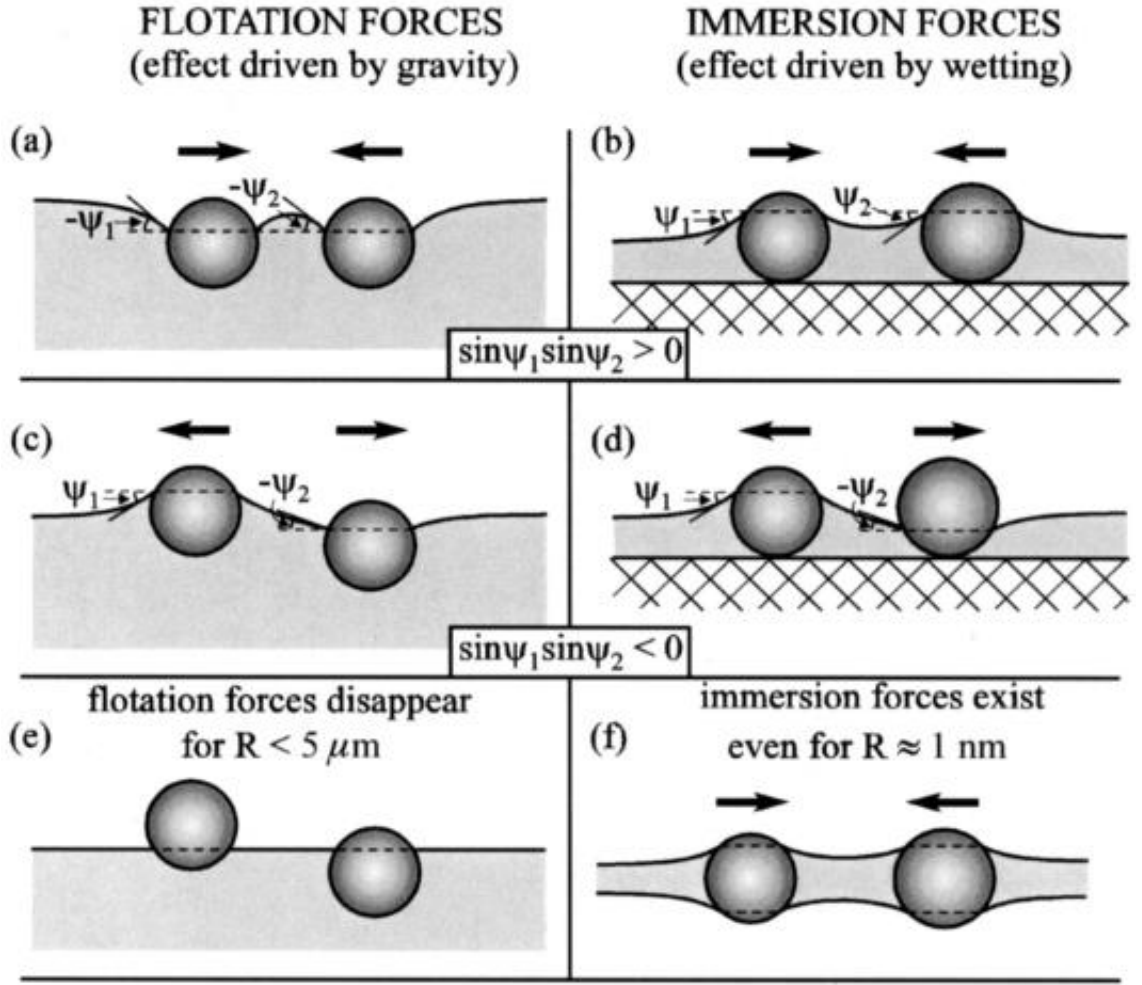 FLOTATION FORCES
(effect driven by gravity)
IMMERSION FORCES
(effect driven by wetting)
(a)
-Ψ₁
-Ψ₂
(b)
Ψ₁
Ψ₂
sinψ₁sinψ₂ > 0
(c)
Ψ₁
-Ψ₂
(d)
Ψ₁
-Ψ₂
sinψ₁sinψ₂ < 0
flotation forces disappear
(e) for R < 5 μm
immersion forces exist
(f) even for R ≈ 1 nm